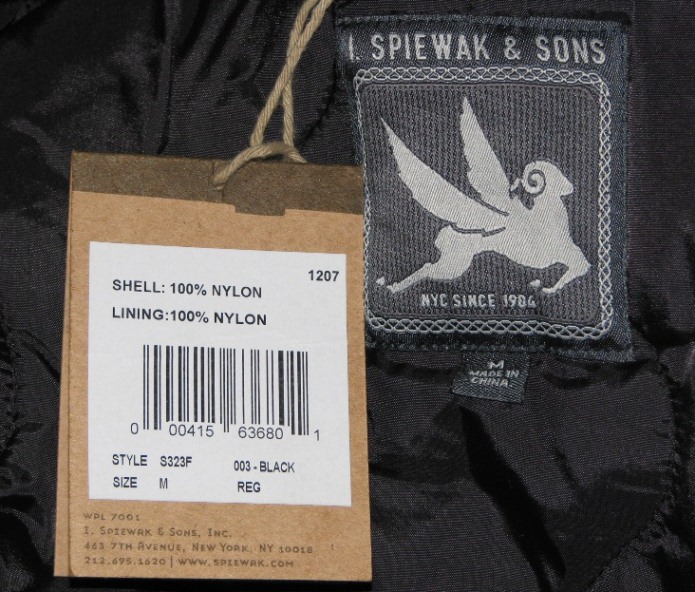 I. SPIEWAK & SONS
NYC SINCE 1904
M
MADE IN
CHINA
1207
SHELL: 100% NYLON
LINING:100% NYLON
0 00415 63680 1
STYLE S323F 003 - BLACK
SIZE M REG
WPL 7001
I. SPIEWAK & SONS, INC.
463 7TH AVENUE, NEW YORK, NY 10018
212.695.1620 | WWW.SPIEWAK.COM